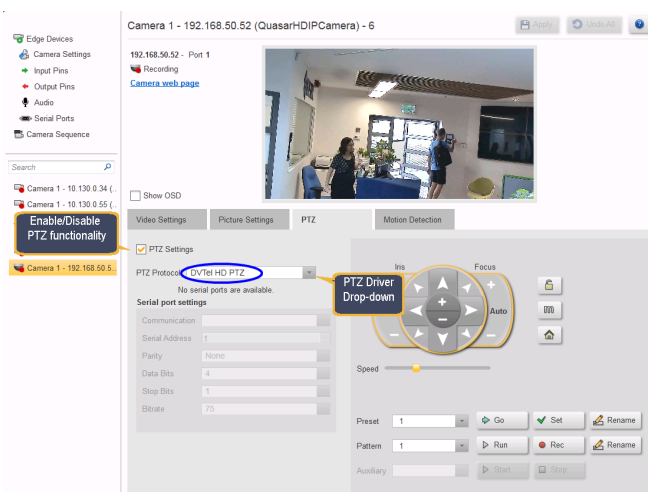 Camera 1 - 192.168.50.52 (QuasarHDIPCamera) - 6
Apply
Undo All
Edge Devices
Camera Settings
Input Pins
Output Pins
Audio
Serial Ports
Camera Sequence
Search
Camera 1 - 10.130.0.34 (..
Camera 1 - 10.130.0.55 (..
Enable/Disable
PTZ functionality
Camera 1 - 192.168.50.5..
192.168.50.52 - Port 1
Recording
Camera web page
Show OSD
Video Settings
Picture Settings
PTZ
Motion Detection
PTZ Settings
PTZ Protocol
DVTel HD PTZ
No serial ports are available.
PTZ Driver
Drop-down
Serial port settings
Communication
Serial Address 1
Parity None
Data Bits 4
Stop Bits 1
Bitrate 75
Iris
Focus
+
+
+
Auto
−
−
−
Speed
Preset 1 Go Set Rename
Pattern 1 Run Rec Rename
Auxiliary Start Stop